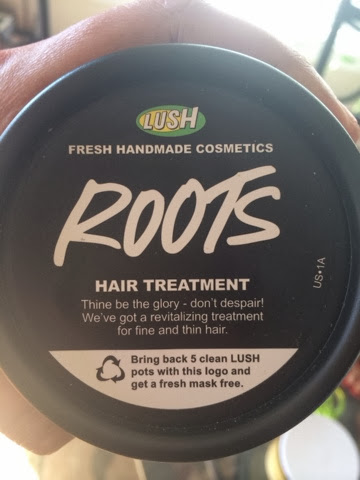 LUSH
FRESH HANDMADE COSMETICS
ROOTS
HAIR TREATMENT
Thine be the glory - don't despair!
We've got a revitalizing treatment
for fine and thin hair.
US•1A
Bring back 5 clean LUSH
pots with this logo and
get a fresh mask free.